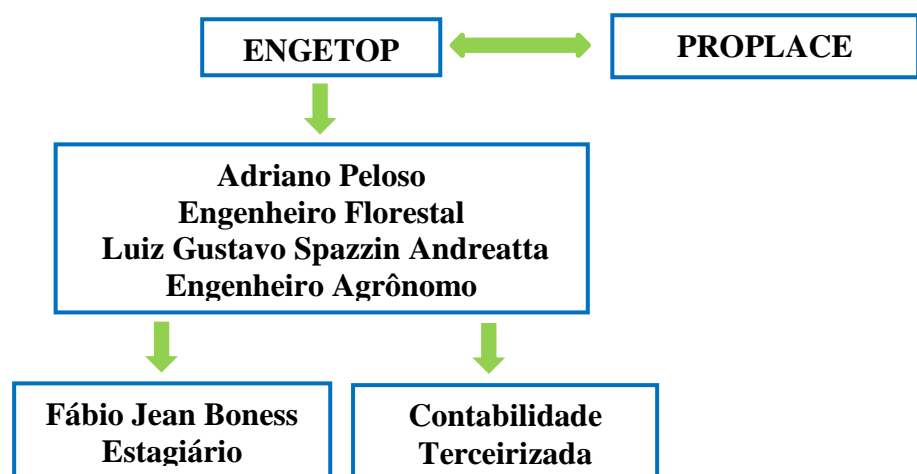 ENGETOP
PROPLACE
Adriano Peloso
Engenheiro Florestal
Luiz Gustavo Spazzin Andreatta
Engenheiro Agrônomo
Fábio Jean Boness
Estagiário
Contabilidade
Terceirizada